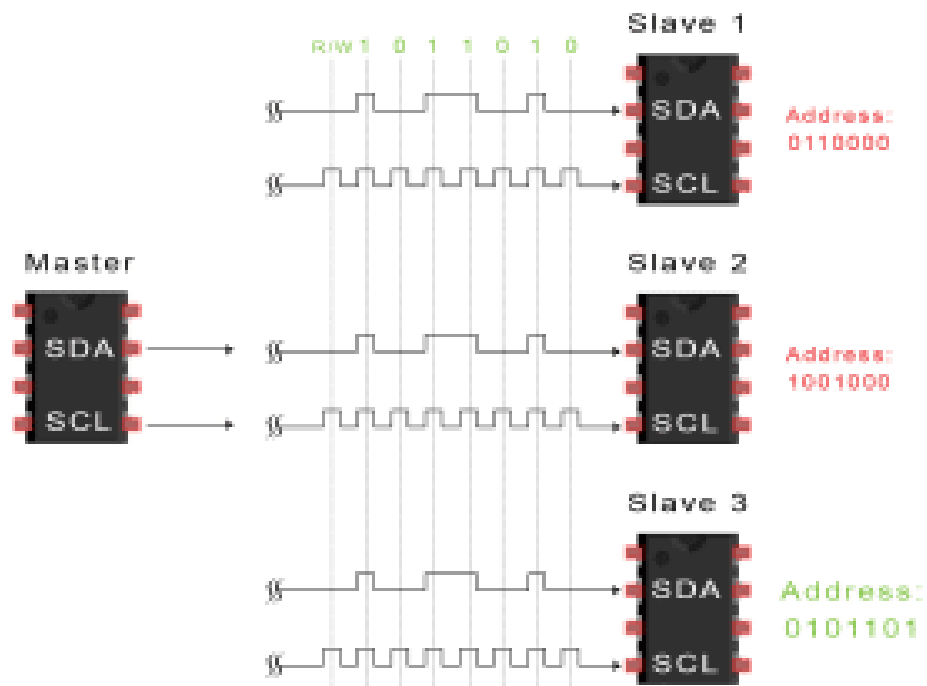 Slave 1
R/W 1 0 1 1 0 1 0
SDA
Address:
0110000
SCL
Master
SDA
SCL
Slave 2
SDA
Address:
1001000
SCL
Slave 3
SDA
Address:
0101101
SCL